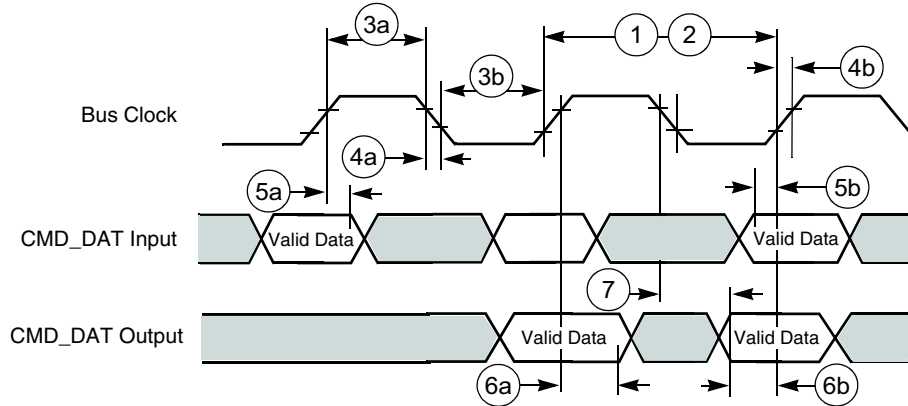 3a
1
2
3b
4b
Bus Clock
4a
5a
5b
CMD_DAT Input
Valid Data
Valid Data
7
CMD_DAT Output
Valid Data
Valid Data
6a
6b